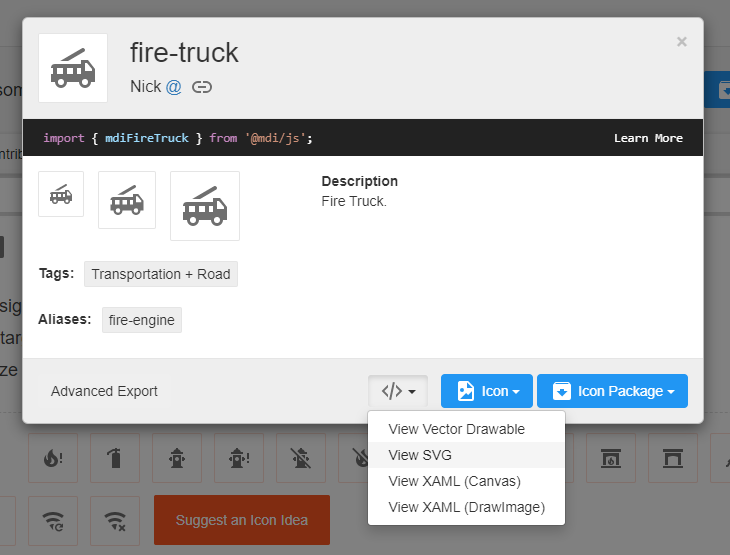 fire-truck
×
Nick @
import { mdiFireTruck } from '@mdi/js';
Learn More
Description
Fire Truck.
Tags: Transportation + Road
Aliases: fire-engine
Advanced Export
</>
Icon
Icon Package
View Vector Drawable
View SVG
View XAML (Canvas)
View XAML (DrawImage)
Suggest an Icon Idea